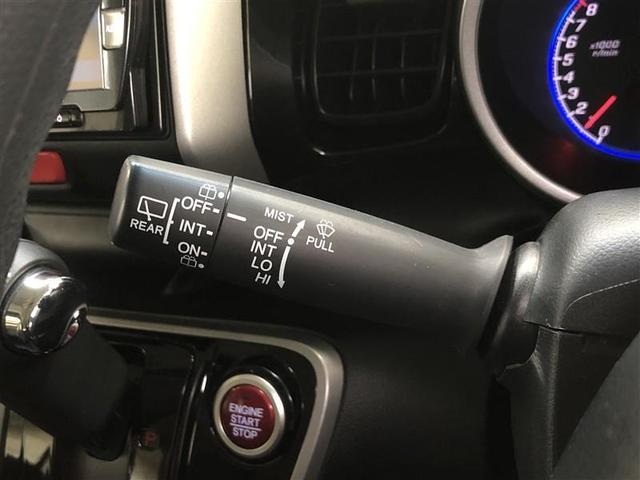 8
7
6
5
4
3
2
0
x1000
r/min
OFF-
INT-
ON-
REAR
MIST
OFF
INT
LO
HI
PULL
ENGINE
START
STOP
P